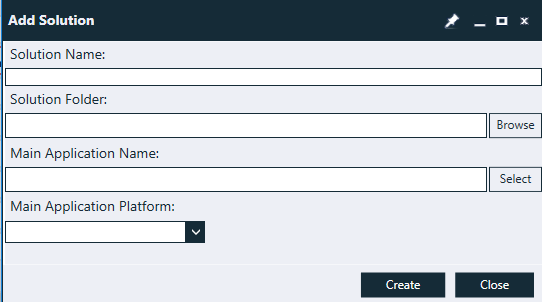 Add Solution
Solution Name:
Solution Folder:
Browse
Main Application Name:
Select
Main Application Platform:
Create Close